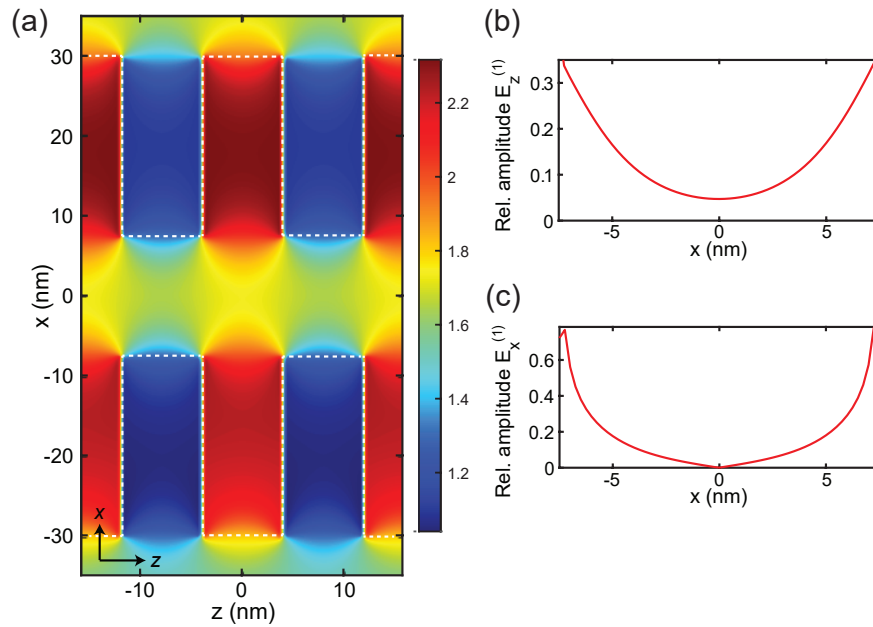 (a)
30
20
10
0
-10
-20
-30
x (nm)
-10
0
10
z (nm)
x
z
2.2
2
1.8
1.6
1.4
1.2
(b)
0.3
0.2
0.1
0
Rel. amplitude E_z^(1)
-5
0
5
x (nm)
(c)
0.6
0.4
0.2
0
Rel. amplitude E_x^(1)
-5
0
5
x (nm)